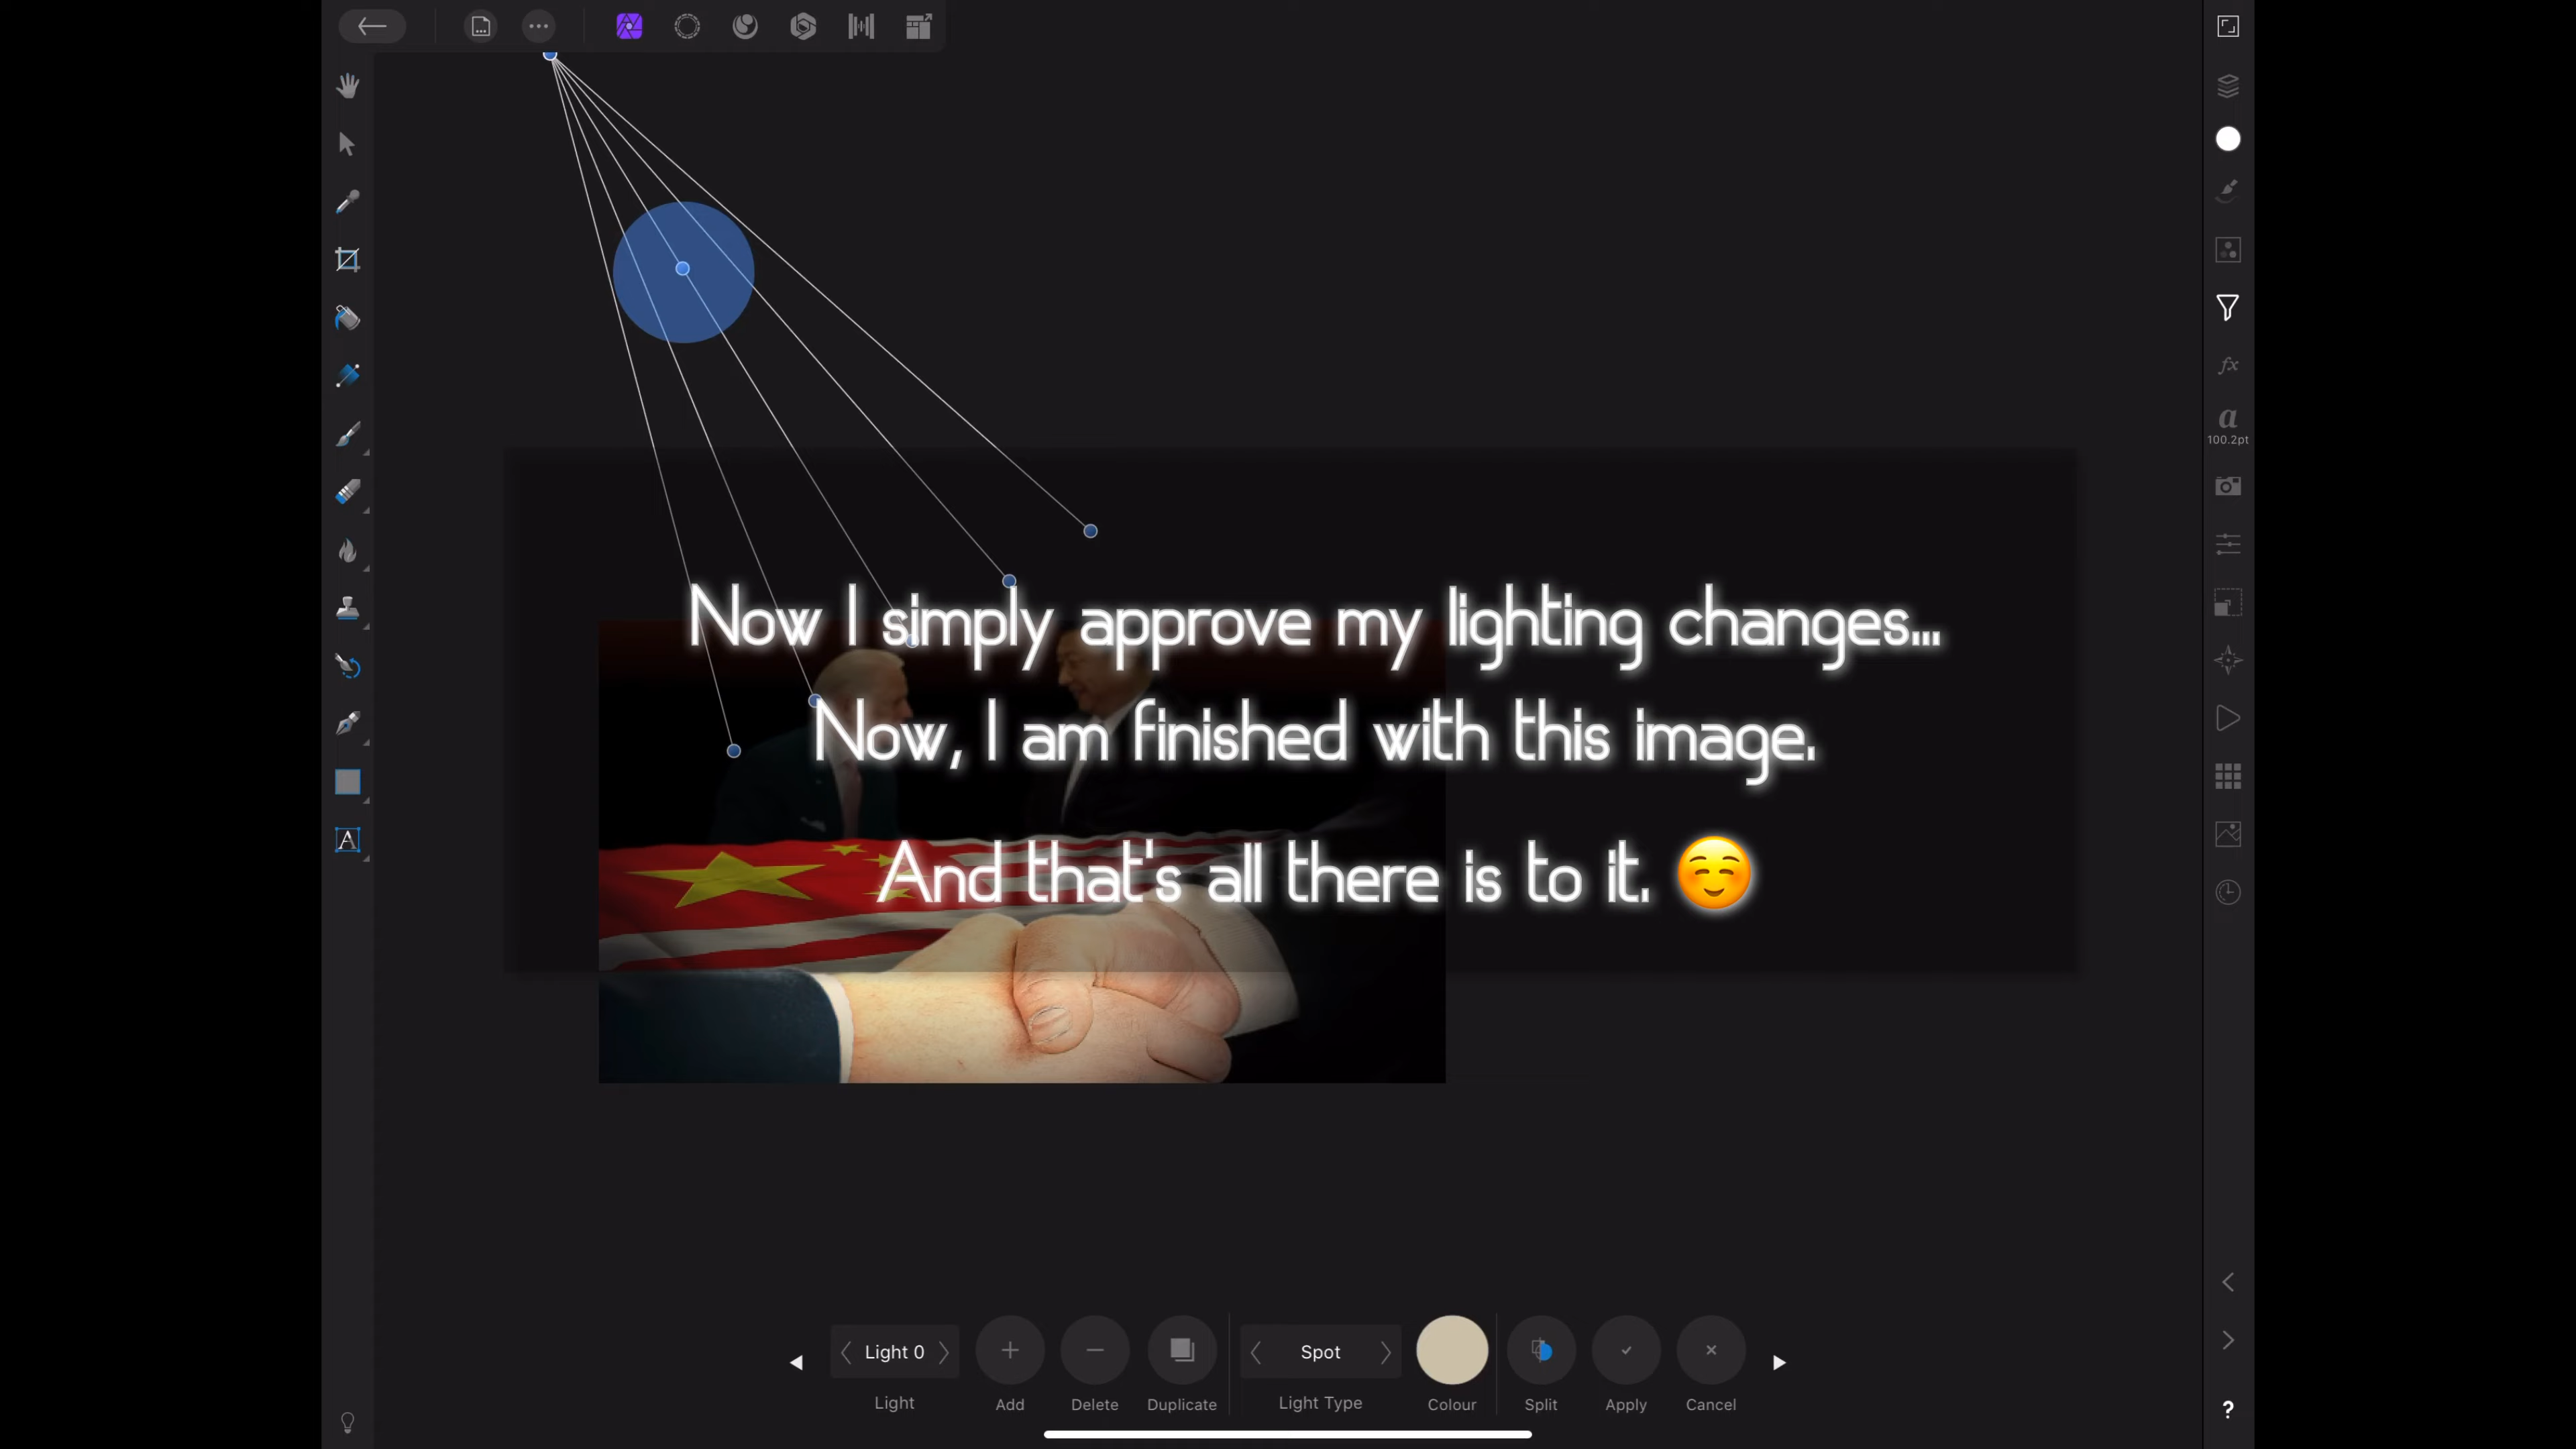 fx
a
100.2pt
Now I simply approve my lighting changes...
Now, I am finished with this image.
And that's all there is to it. ☺️
A
Light 0
Spot
Light
Add
Delete
Duplicate
Light Type
Colour
Split
Apply
Cancel
?